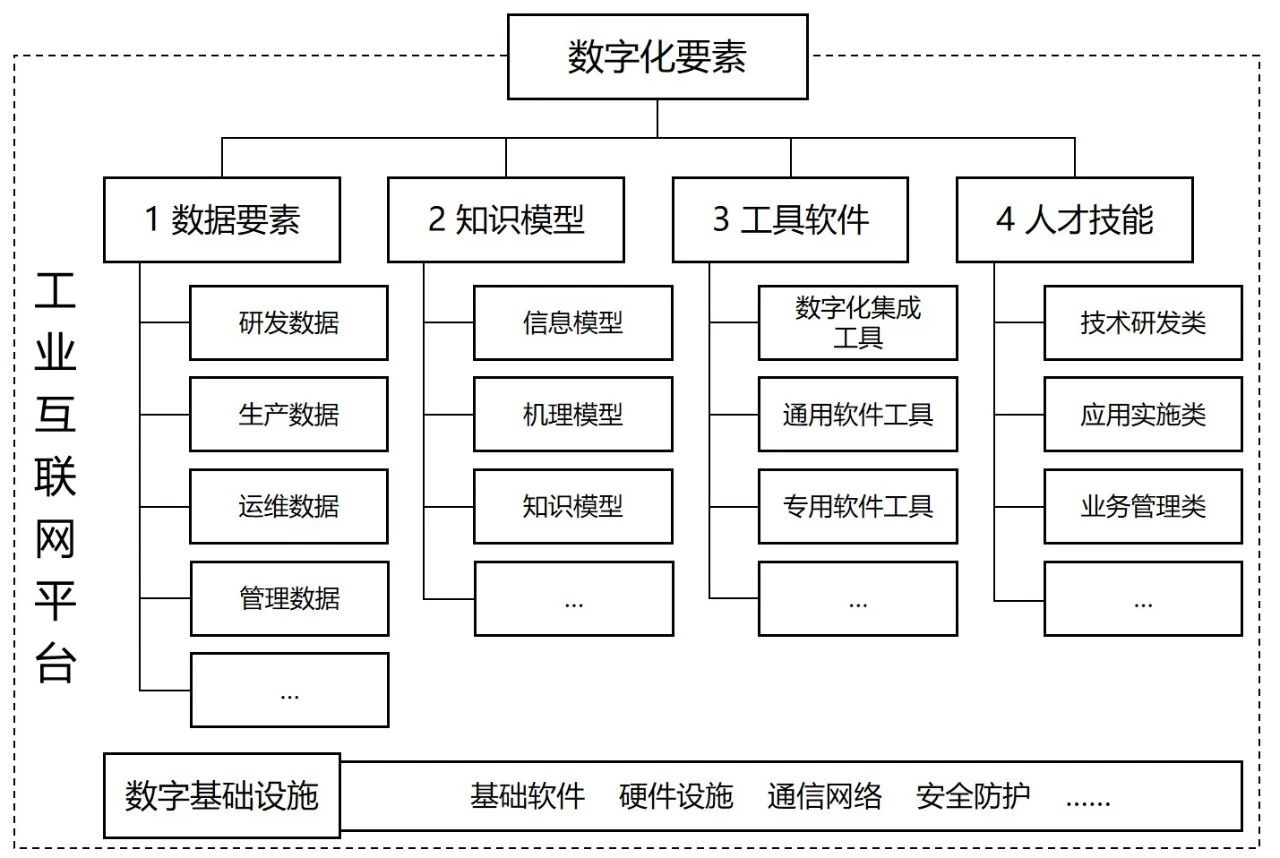 数字化要素
工业互联网平台
1 数据要素
研发数据
生产数据
运维数据
管理数据
...
2 知识模型
信息模型
机理模型
知识模型
...
3 工具软件
数字化集成
工具
通用软件工具
专用软件工具
...
4 人才技能
技术研发类
应用实施类
业务管理类
...
数字基础设施
基础软件 硬件设施 通信网络 安全防护 ......